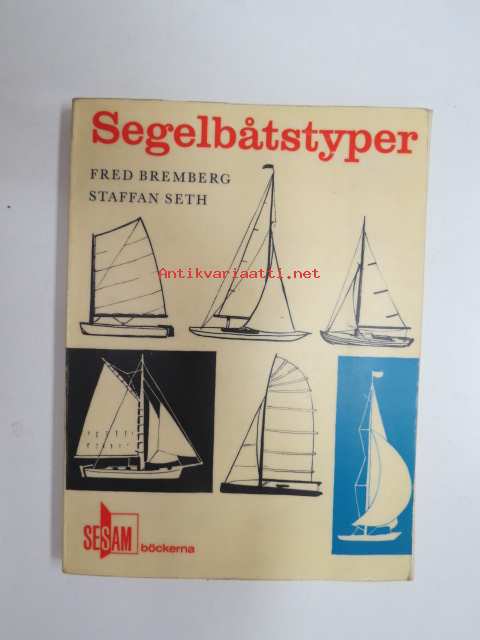 Segelbåtstyper
FRED BREMBERG
STAFFAN SETH
Antikvariaatti.net
SESAM
böckerna